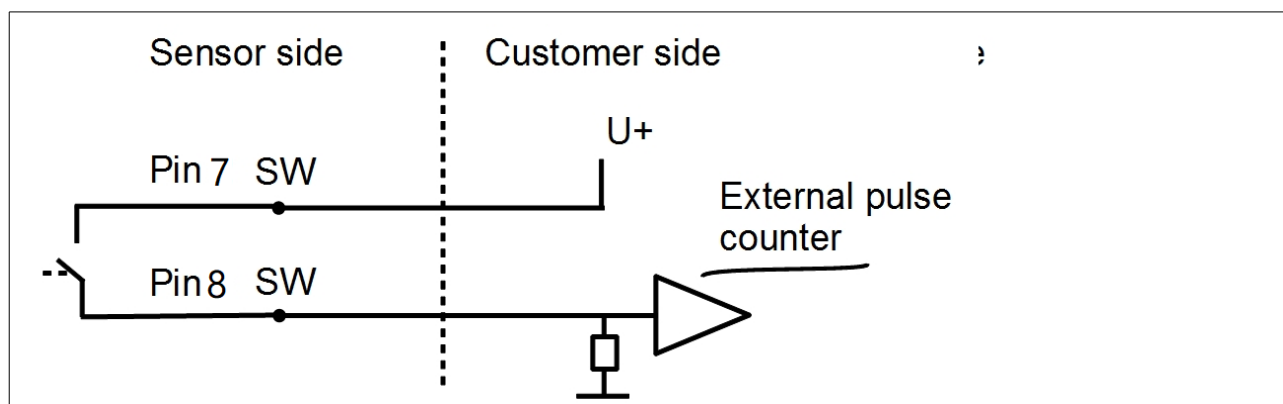 Sensor side
Customer side
U+
Pin 7 SW
External pulse
counter
Pin 8 SW